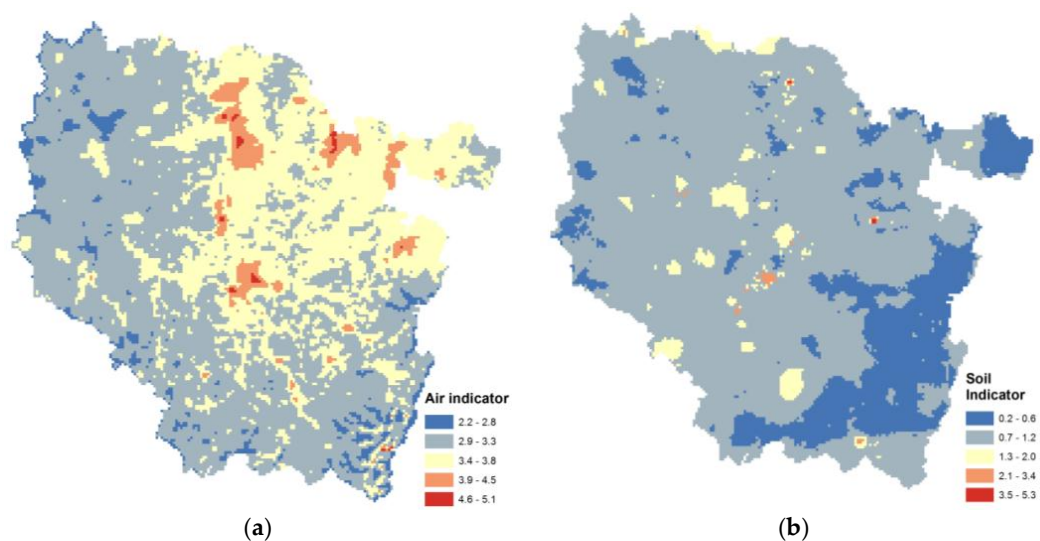 Air indicator
2.2 - 2.8
2.9 - 3.3
3.4 - 3.8
3.9 - 4.5
4.6 - 5.1
(a)
Soil
Indicator
0.2 - 0.6
0.7 - 1.2
1.3 - 2.0
2.1 - 3.4
3.5 - 5.3
(b)